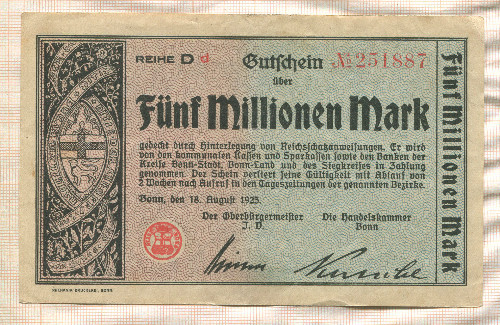 REIHE D d Gutschein № 251887
über
Fünf Millionen Mark
gedeckt durch Hinterlegung von Reichsschatzanweisungen. Er wird
von den kommunalen Kassen und Sparkassen sowie den Banken der
Kreise Bonn-Stadt, Bonn-Land und des Siegkreises in Zahlung
genommen. Der Schein verliert seine Gültigkeit mit Ablauf von
2 Wochen nach Aufruf in den Tageszeitungen der genannten Bezirke.
Bonn, den 18. August 1923.
Der Oberbürgermeister Die Handelskammer
J. V. Bonn
Fünf Millionen Mark